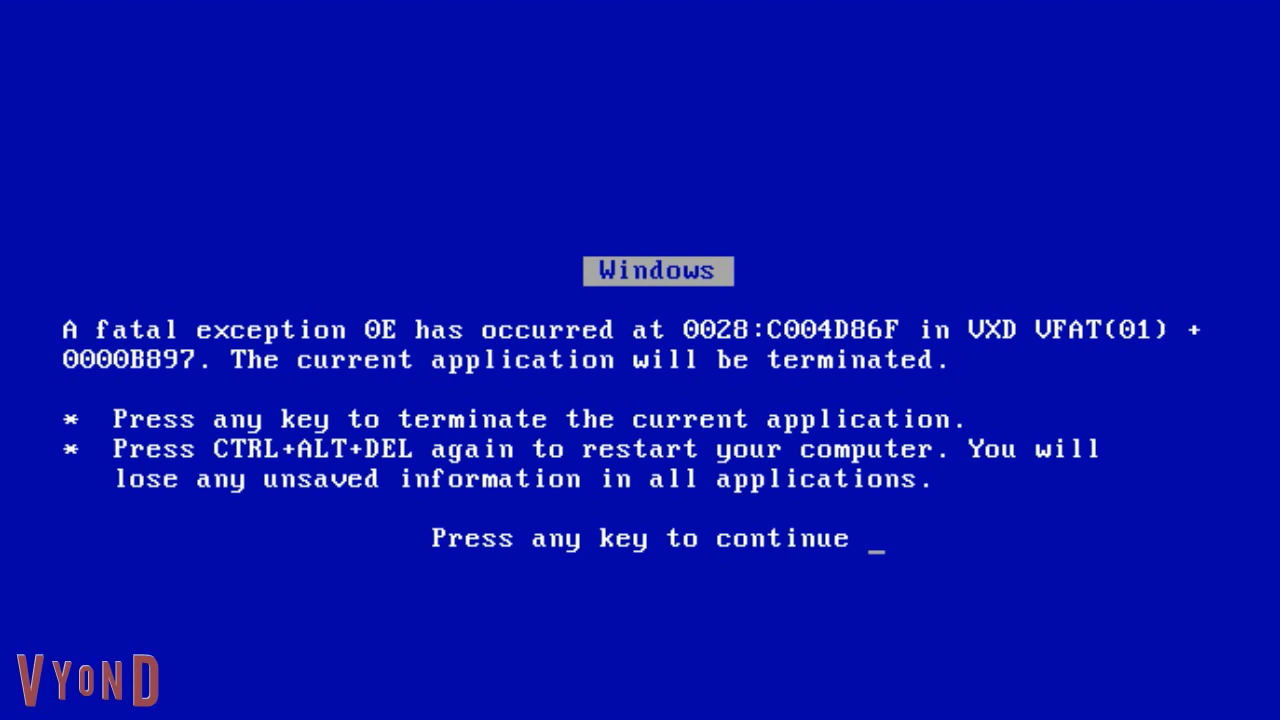 Windows
A fatal exception 0E has occurred at 0028:C004D86F in VXD VFAT(01) +
0000B897. The current application will be terminated.
* Press any key to terminate the current application.
* Press CTRL+ALT+DEL again to restart your computer. You will
lose any unsaved information in all applications.
Press any key to continue _
VYOND